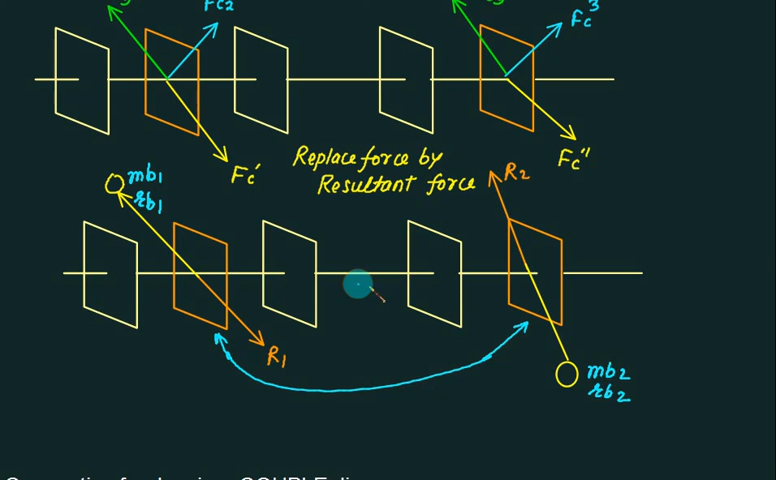 Fc2
Fc3
Fc'
Fc"
Replace force by
Resultant force
mb1
rb1
R2
R1
mb2
rb2